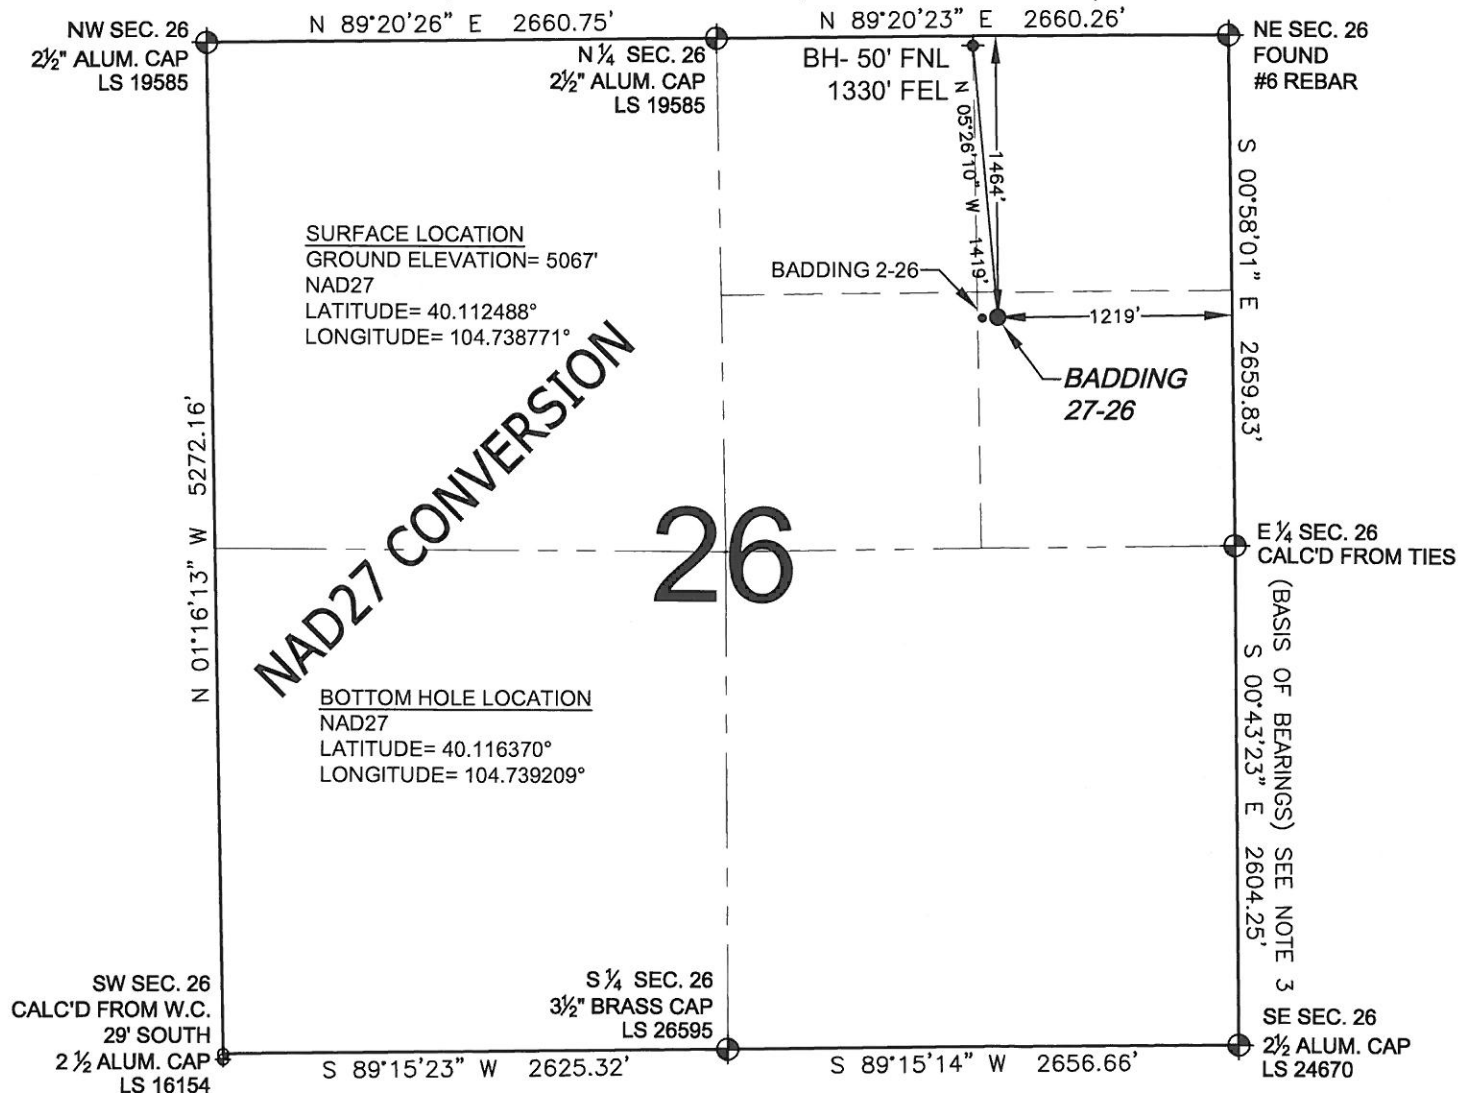 N 89°20'26" E 2660.75'
N 89°20'23" E 2660.26'
NW SEC. 26
2½" ALUM. CAP
LS 19585
N ¼ SEC. 26
2½" ALUM. CAP
LS 19585
BH- 50' FNL
1330' FEL
NE SEC. 26
FOUND
#6 REBAR
N 05°26'10" W 1419'
1464'
S 00°58'01" E 2659.83'
SURFACE LOCATION
GROUND ELEVATION= 5067'
NAD27
LATITUDE= 40.112488°
LONGITUDE= 104.738771°
BADDING 2-26
1219'
BADDING
27-26
NAD27 CONVERSION
N 01°16'13" W 5272.16'
26
E ¼ SEC. 26
CALC'D FROM TIES
(BASIS OF BEARINGS) SEE NOTE 3
S 00°43'23" E 2604.25'
BOTTOM HOLE LOCATION
NAD27
LATITUDE= 40.116370°
LONGITUDE= 104.739209°
SW SEC. 26
CALC'D FROM W.C.
29' SOUTH
2 ½ ALUM. CAP
LS 16154
S ¼ SEC. 26
3½" BRASS CAP
LS 26595
SE SEC. 26
2½ ALUM. CAP
LS 24670
S 89°15'23" W 2625.32'
S 89°15'14" W 2656.66'